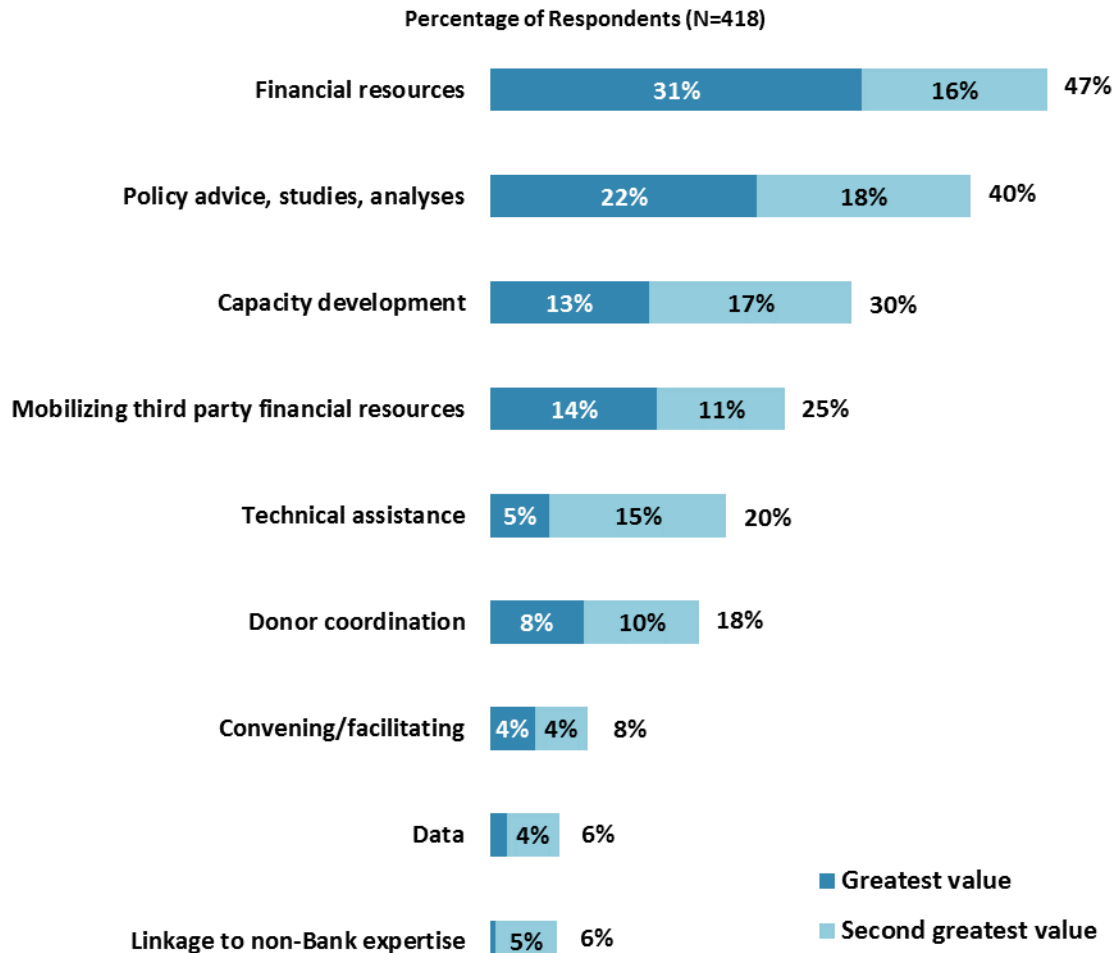 Percentage of Respondents (N=418)
Financial resources 31% 16% 47%
Policy advice, studies, analyses 22% 18% 40%
Capacity development 13% 17% 30%
Mobilizing third party financial resources 14% 11% 25%
Technical assistance 5% 15% 20%
Donor coordination 8% 10% 18%
Convening/facilitating 4% 4% 8%
Data 4% 6%
Greatest value
Linkage to non-Bank expertise 5% 6%
Second greatest value